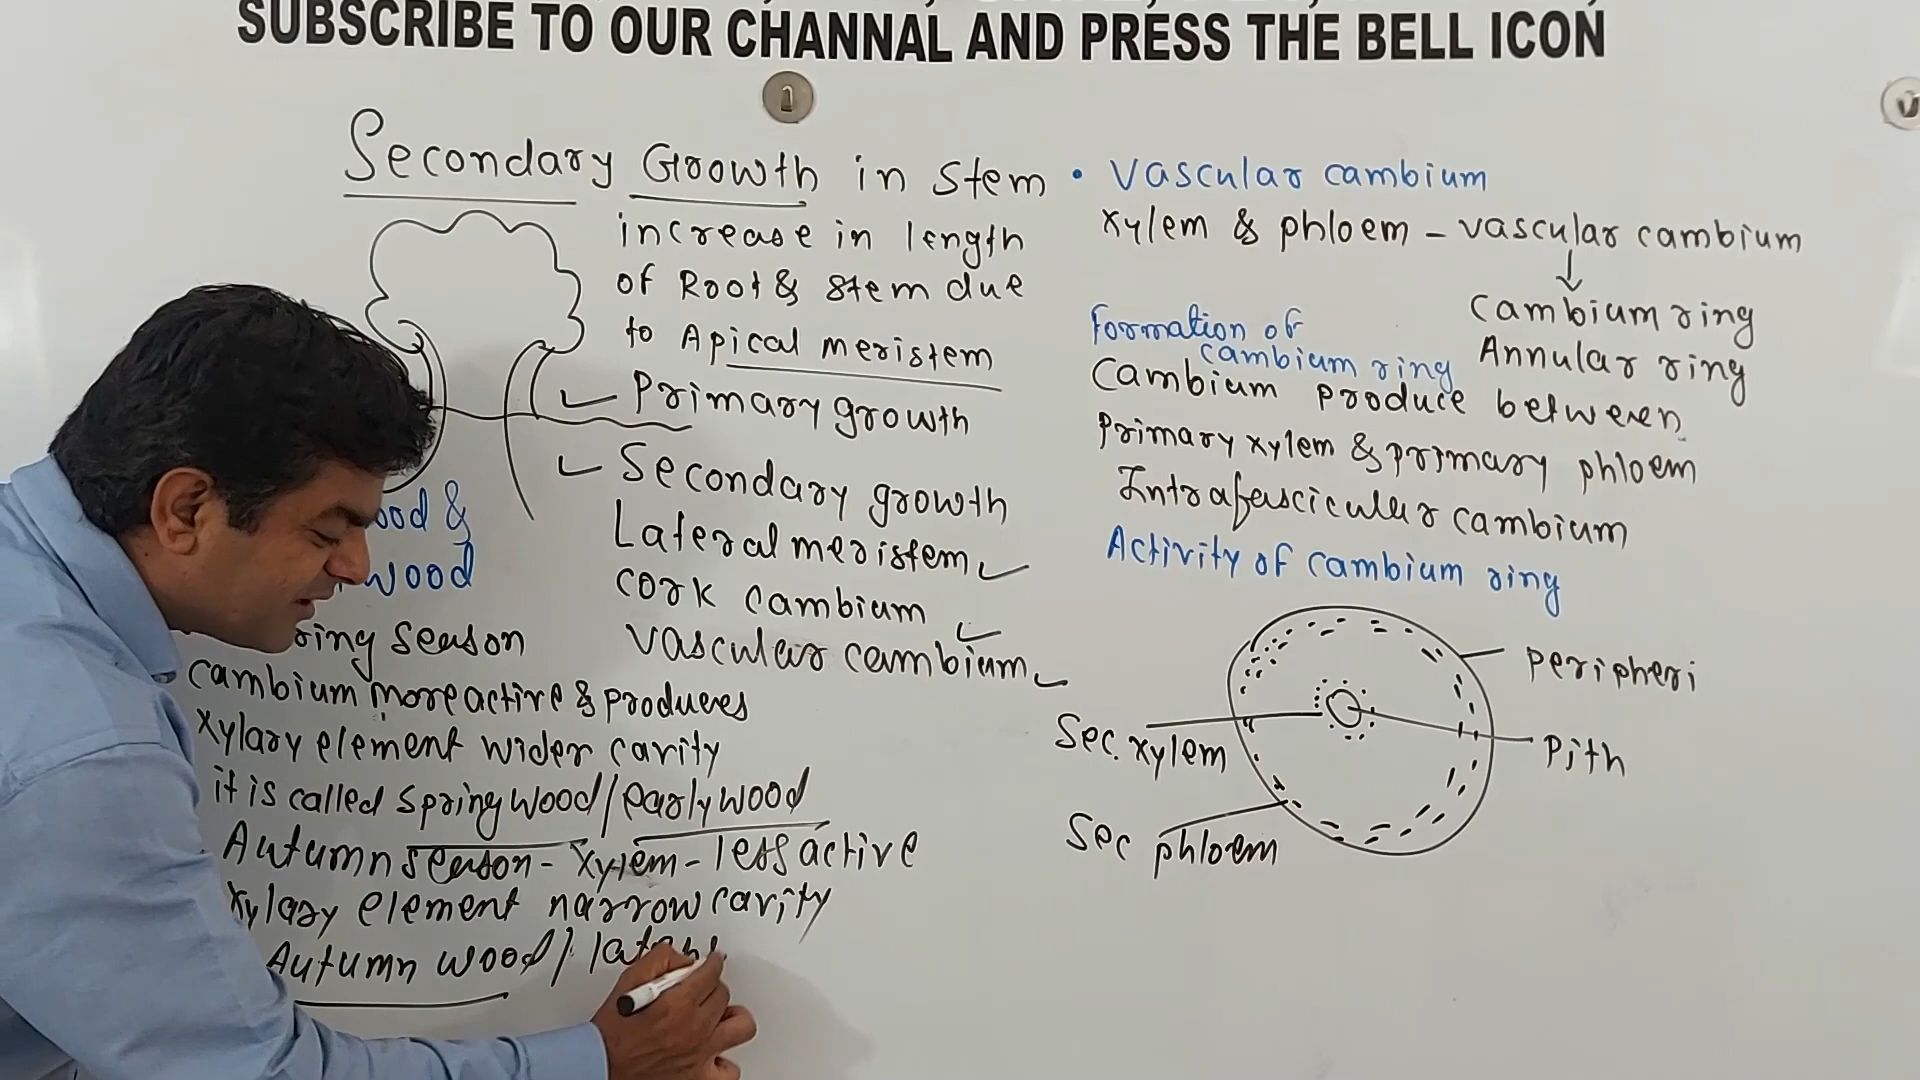 SUBSCRIBE TO OUR CHANNAL AND PRESS THE BELL ICON
Secondary Growth in Stem
increase in length
of Root & stem due
to Apical meristem
Primary growth
Secondary growth
Lateral meristem
cork cambium
vascular cambium
ood &
wood
ring season
cambium more active & produces
xylary element wider cavity
it is called spring wood/earlywood
Autumn season - xylem - less active
xylary element narrow cavity
Autumn wood/
• Vascular cambium
xylem & phloem - vascular cambium
↓
Cambium ring
Annular ring
Formation of
cambium ring
Cambium produce between
Primary xylem & primary phloem
Intrafascicular cambium
Activity of cambium ring
peripheri
Pith
Sec. xylem
Sec phloem